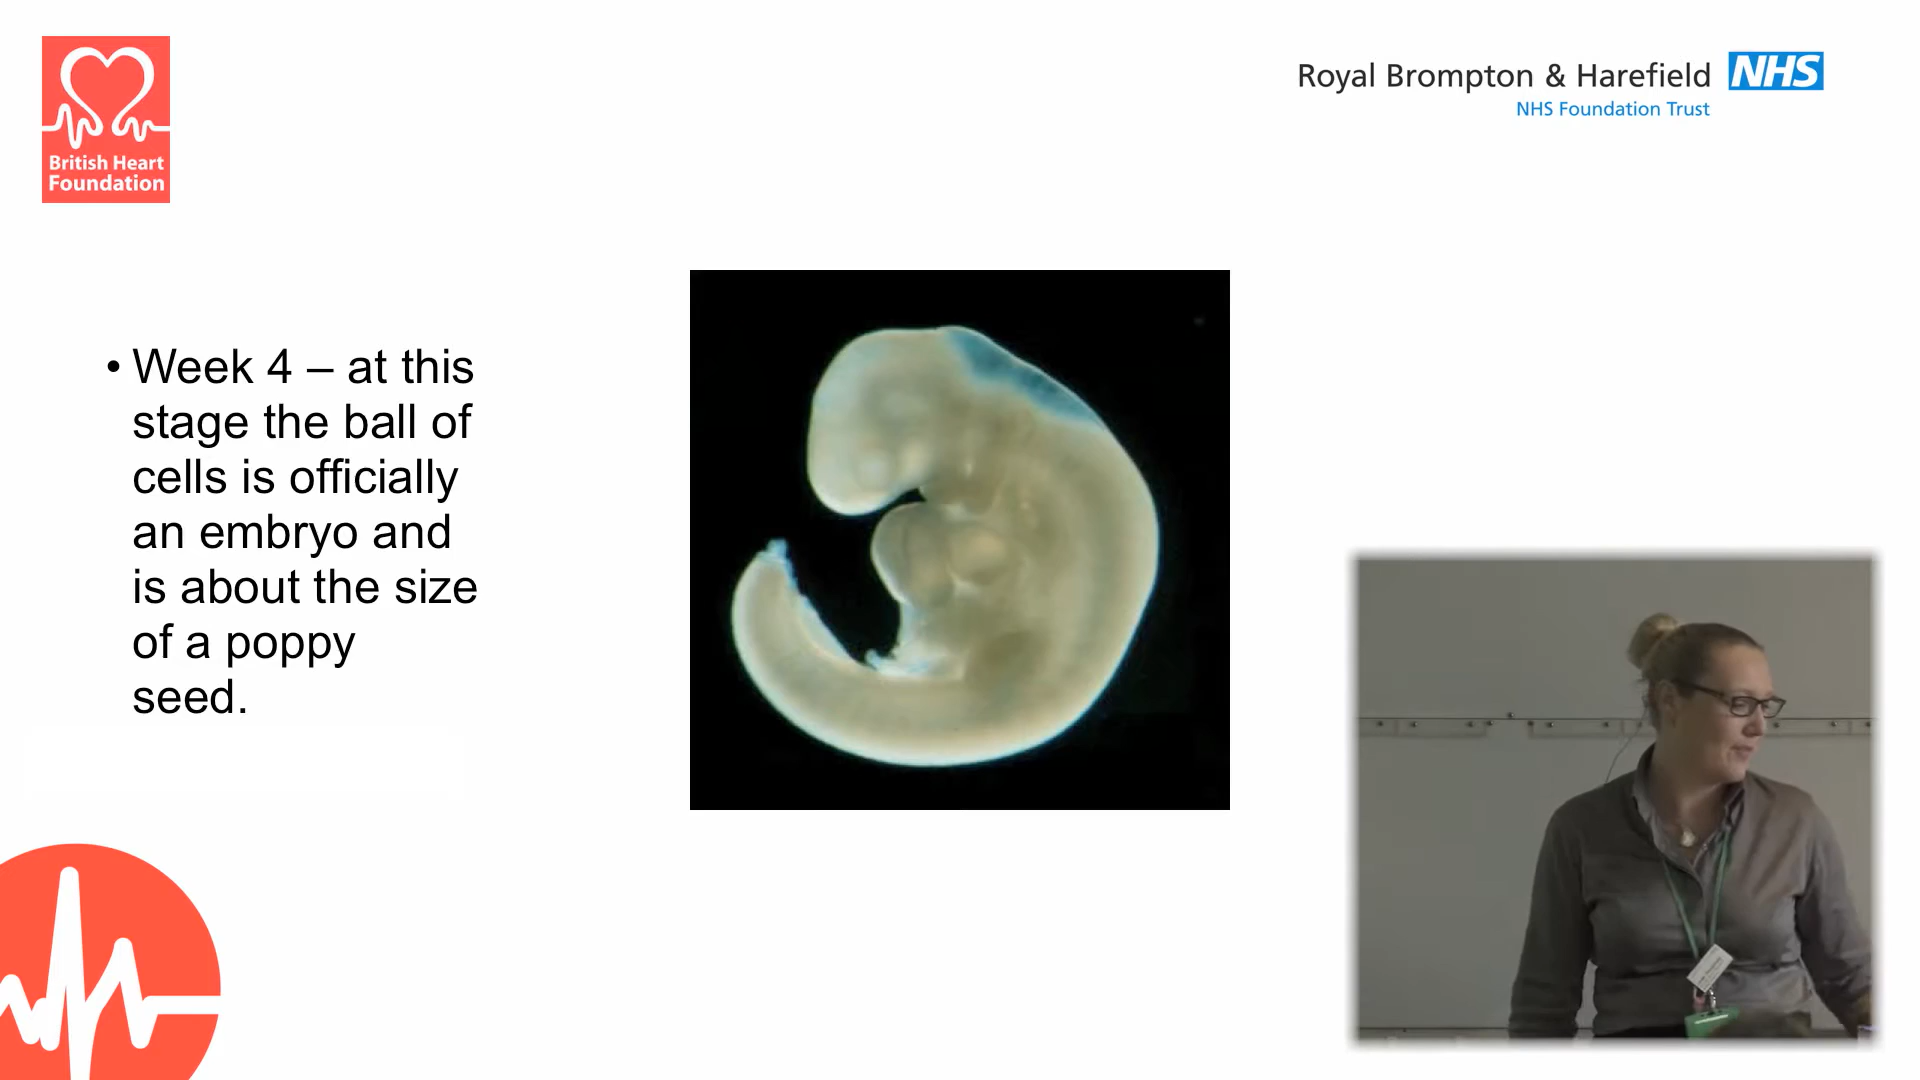 British Heart
Foundation
Royal Brompton & Harefield NHS
NHS Foundation Trust
• Week 4 – at this
stage the ball of
cells is officially
an embryo and
is about the size
of a poppy
seed.